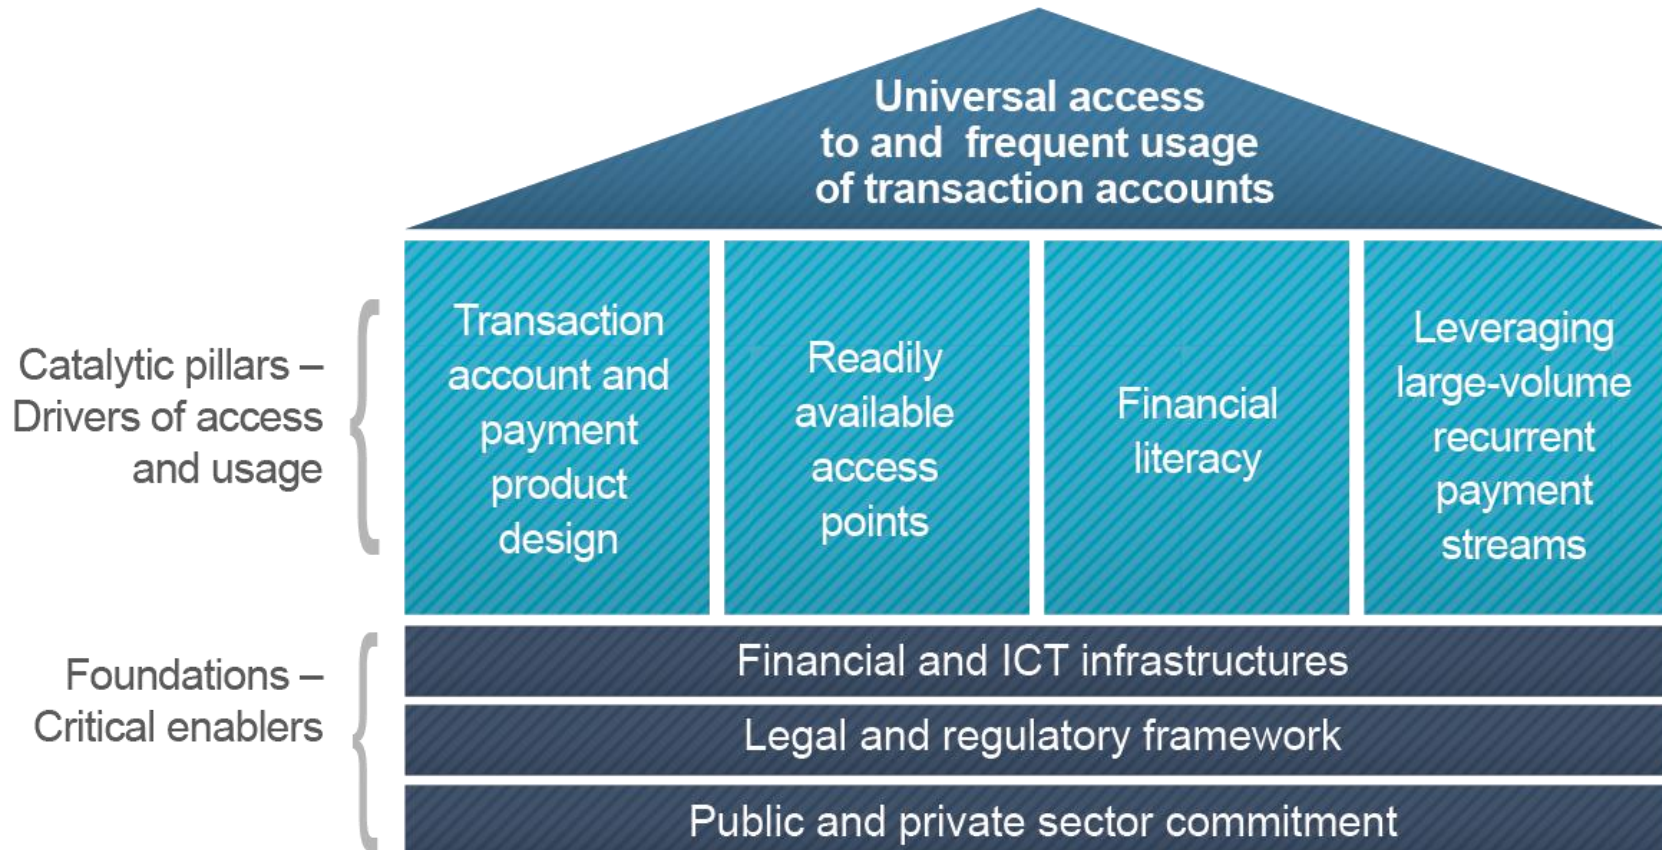 Universal access
to and frequent usage
of transaction accounts
Catalytic pillars –
Drivers of access
and usage
Transaction
account and
payment
product
design
Readily
available
access
points
Financial
literacy
Leveraging
large-volume
recurrent
payment
streams
Foundations –
Critical enablers
Financial and ICT infrastructures
Legal and regulatory framework
Public and private sector commitment